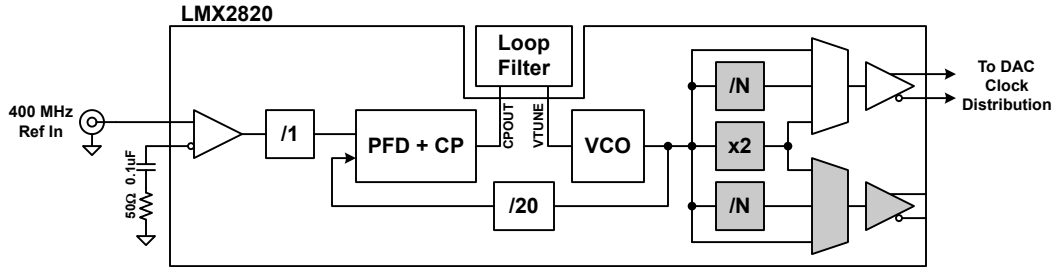 LMX2820
Loop
Filter
400 MHz
Ref In
/1
PFD + CP
CPOUT
VTUNE
VCO
/N
x2
/N
/20
50Ω 0.1uF
To DAC
Clock
Distribution